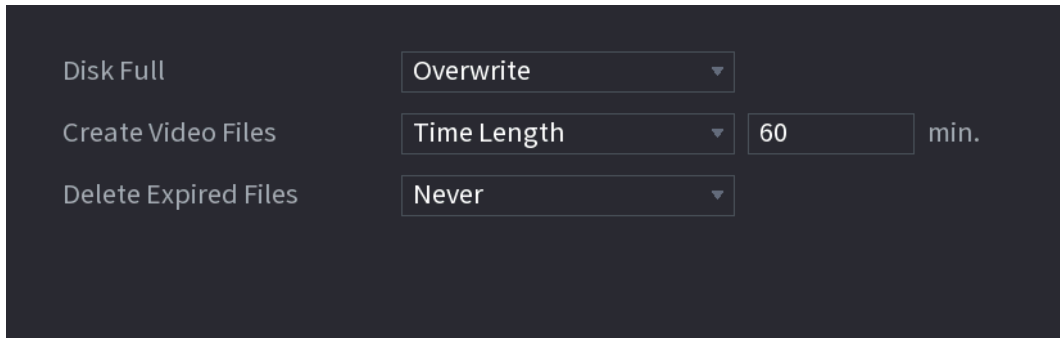 Disk Full Overwrite
Create Video Files Time Length 60 min.
Delete Expired Files Never